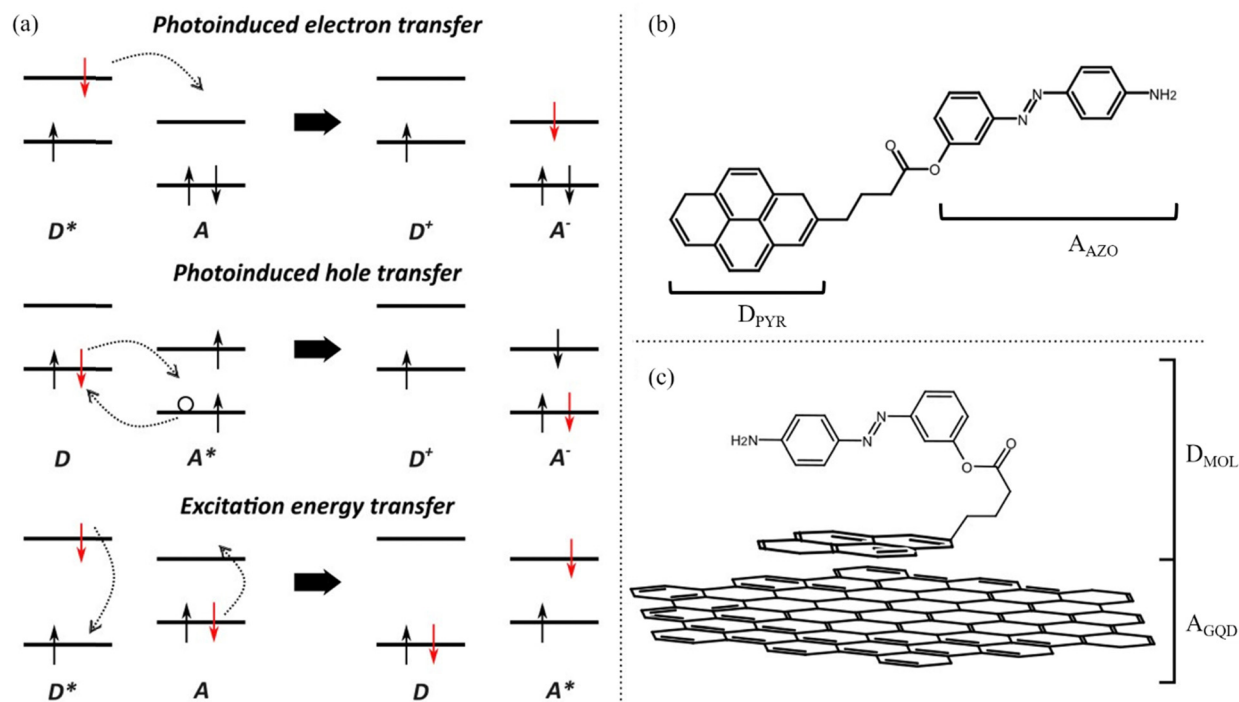 (a)
Photoinduced electron transfer
D* A D+ A-
Photoinduced hole transfer
D A* D+ A-
Excitation energy transfer
D* A D A*
(b)
N
N
NH2
O
O
AAZO
DPYR
(c)
H2N
N
N
O
O
DMOL
AGQD